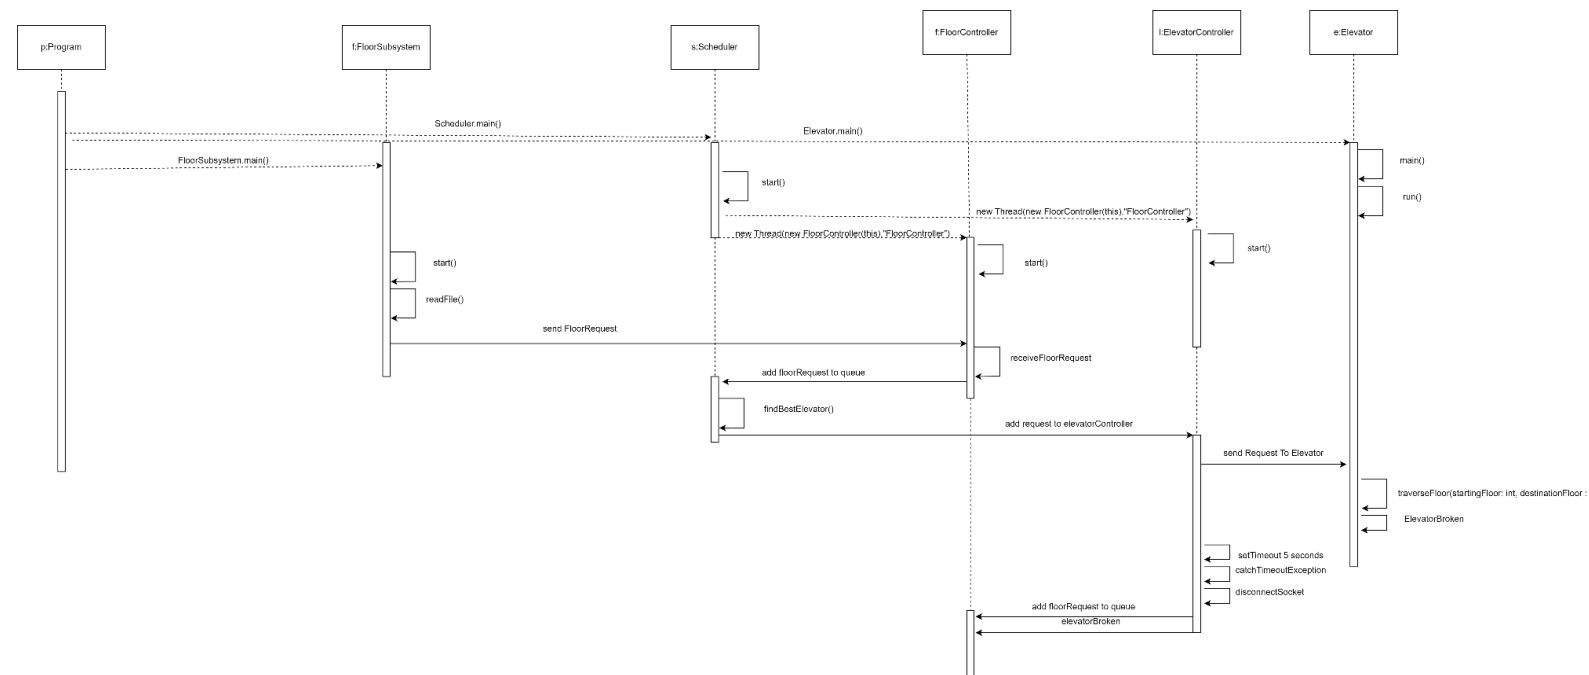 p:Program
f:FloorSubsystem
s:Scheduler
f:FloorController
l:ElevatorController
e:Elevator
Scheduler.main()
Elevator.main()
FloorSubsystem.main()
main()
start()
run()
new Thread(new FloorController(this),"FloorController")
new Thread(new FloorController(this),"FloorController")
start()
start()
start()
readFile()
send FloorRequest
receiveFloorRequest
add floorRequest to queue
findBestElevator()
add request to elevatorController
send Request To Elevator
traverseFloor(startingFloor: int, destinationFloor :
ElevatorBroken
setTimeout 5 seconds
catchTimeoutException
disconnectSocket
add floorRequest to queue
elevatorBroken